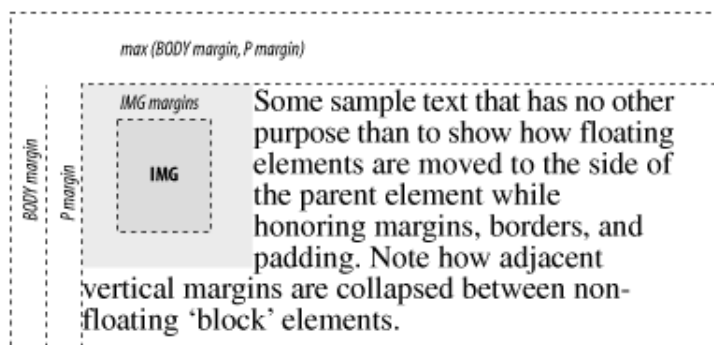 max (BODY margin, P margin)
BODY margin
P margin
IMG margins
IMG
Some sample text that has no other
purpose than to show how floating
elements are moved to the side of
the parent element while
honoring margins, borders, and
padding. Note how adjacent
vertical margins are collapsed between non-
floating ‘block’ elements.